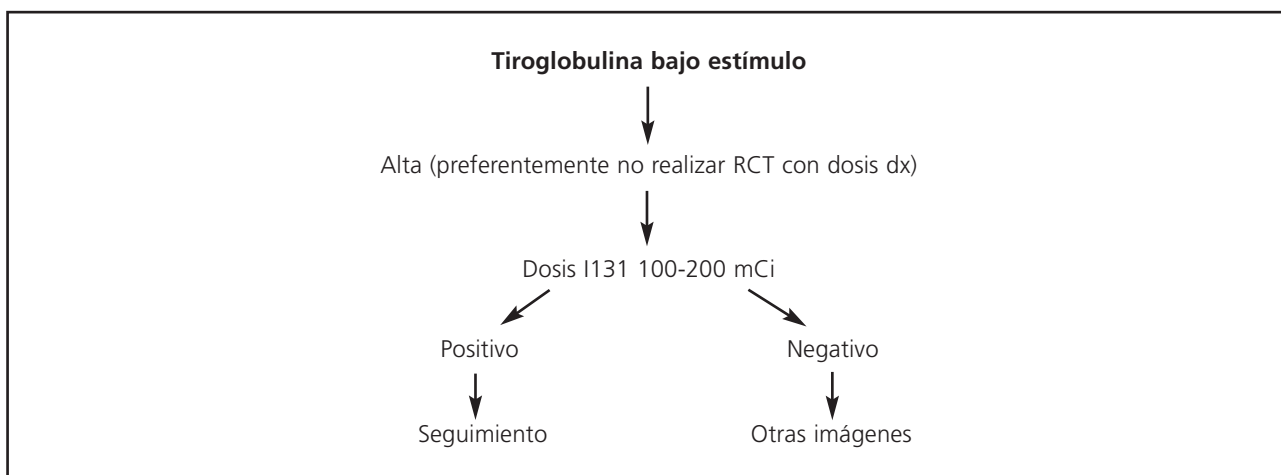 Tiroglobulina bajo estímulo
Alta (preferentemente no realizar RCT con dosis dx)
Dosis I131 100-200 mCi
Positivo
Negativo
Seguimiento
Otras imágenes